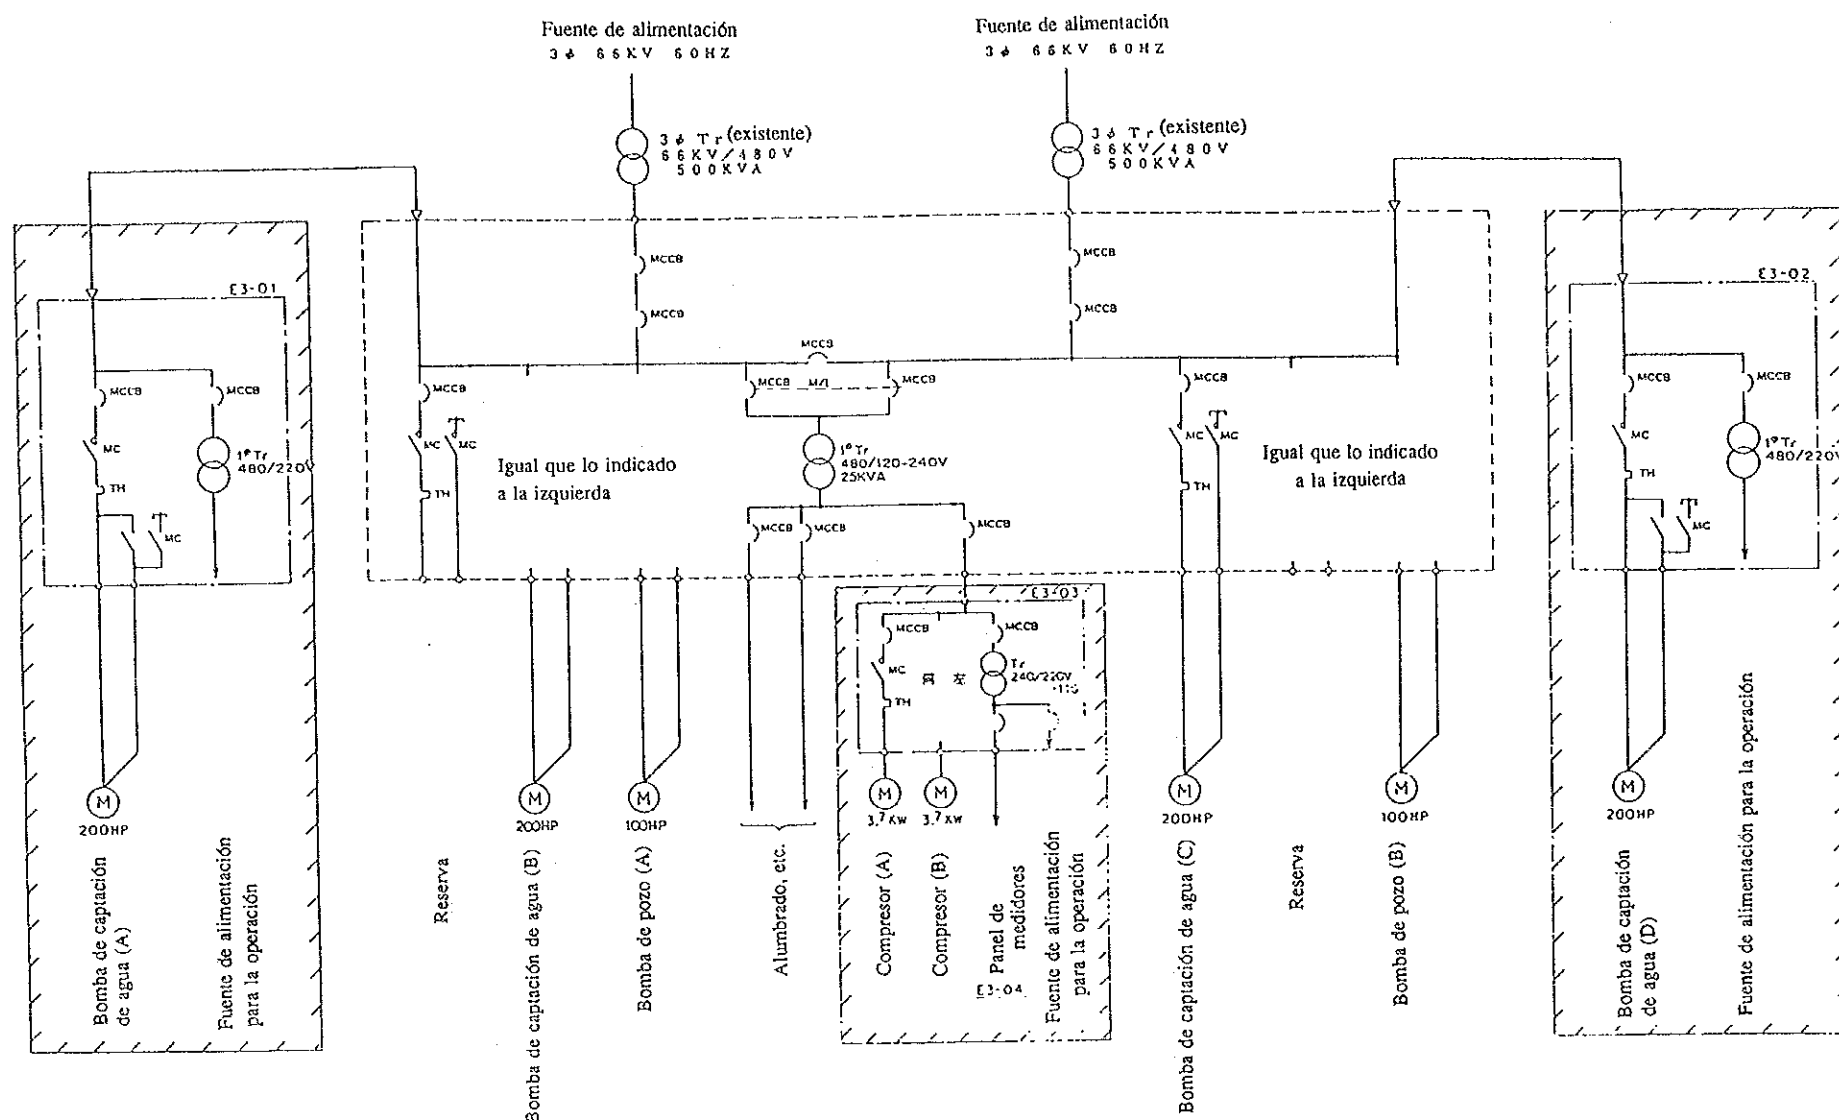 Fuente de alimentación
3φ 66KV 60HZ
Fuente de alimentación
3φ 66KV 60HZ
3φ Tr (existente)
66KV/480V
500KVA
3φ Tr (existente)
66KV/480V
500KVA
E3-01
MCCB
MCCB
MC
1φ Tr
480/220V
TH
MC
MCCB
MCCB
MCCB
MCCB
MCCB
MCCB
MCCB
M/I
MCCB
MC
MC
TH
Igual que lo indicado
a la izquierda
1φ Tr
480/120-240V
25KVA
MCCB
MCCB
MCCB
MCCB
MC
MC
TH
Igual que lo indicado
a la izquierda
E3-02
MCCB
MCCB
MC
1φ Tr
480/220V
TH
MC
E3-03
MCCB
MCCB
MC
TH
Tr
240/220V
M
200HP
M
200HP
M
100HP
M
3.7KW
M
3.7KW
M
200HP
M
100HP
M
200HP
Bomba de captación
de agua (A)
Fuente de alimentación
para la operación
Reserva
Bomba de captación de agua (B)
Bomba de pozo (A)
Alumbrado, etc.
Compresor (A)
Compresor (B)
Panel de
medidores
E3-04
Fuente de alimentación
para la operación
Bomba de captación de agua (C)
Reserva
Bomba de pozo (B)
Bomba de captación
de agua (D)
Fuente de alimentación para la operación